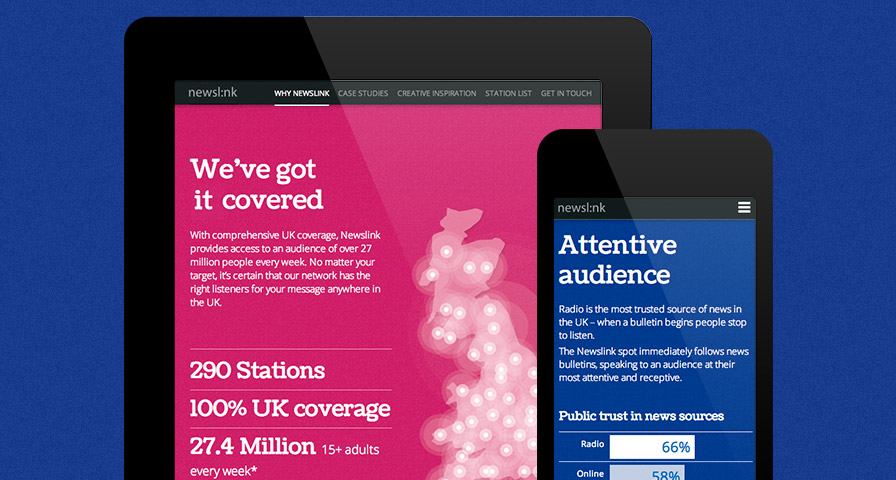 newsl:nk
WHY NEWSLINK CASE STUDIES CREATIVE INSPIRATION STATION LIST GET IN TOUCH
We've got
it covered
With comprehensive UK coverage, Newslink
provides access to an audience of over 27
million people every week. No matter your
target, it's certain that our network has the
right listeners for your message anywhere in
the UK.
290 Stations
100% UK coverage
27.4 Million 15+ adults
every week*
newsl:nk
Attentive
audience
Radio is the most trusted source of news in
the UK – when a bulletin begins people stop
to listen.
The Newslink spot immediately follows news
bulletins, speaking to an audience at their
most attentive and receptive.
Public trust in news sources
Radio 66%
Online 58%